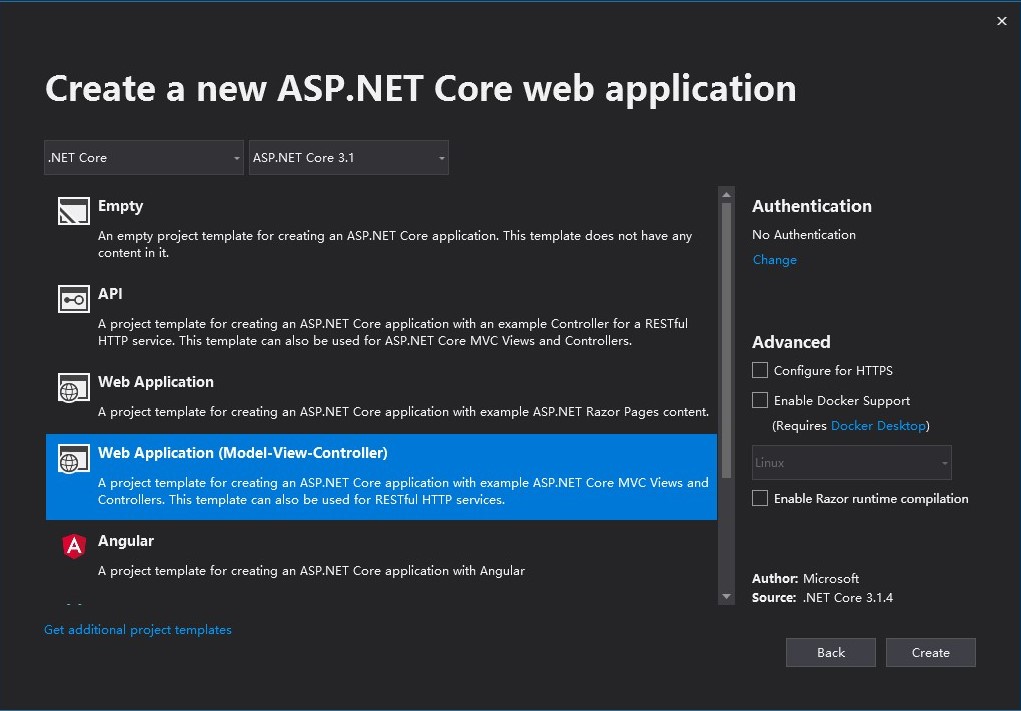 Create a new ASP.NET Core web application
.NET Core
ASP.NET Core 3.1
Empty
An empty project template for creating an ASP.NET Core application. This template does not have any
content in it.
API
A project template for creating an ASP.NET Core application with an example Controller for a RESTful
HTTP service. This template can also be used for ASP.NET Core MVC Views and Controllers.
Web Application
A project template for creating an ASP.NET Core application with example ASP.NET Razor Pages content.
Web Application (Model-View-Controller)
A project template for creating an ASP.NET Core application with example ASP.NET Core MVC Views and
Controllers. This template can also be used for RESTful HTTP services.
Angular
A project template for creating an ASP.NET Core application with Angular
Get additional project templates
Authentication
No Authentication
Change
Advanced
Configure for HTTPS
Enable Docker Support
(Requires Docker Desktop)
Linux
Enable Razor runtime compilation
Author: Microsoft
Source: .NET Core 3.1.4
Back
Create